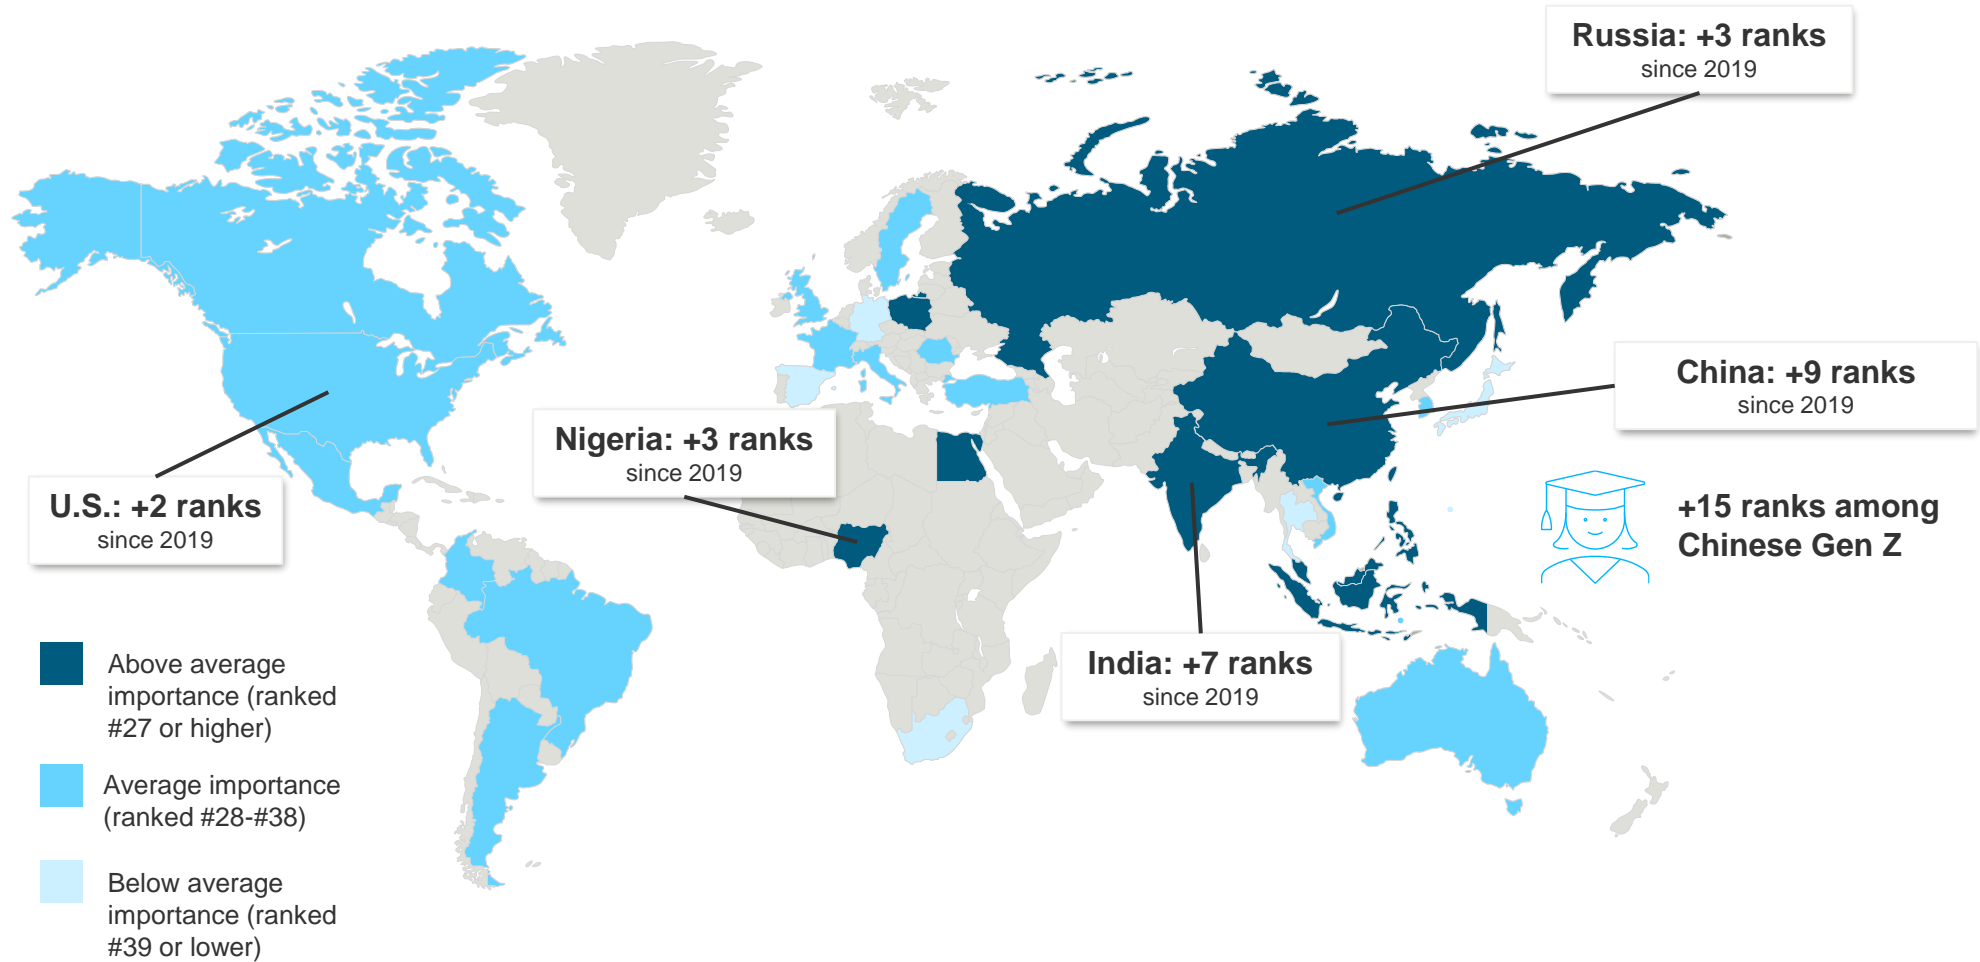 Russia: +3 ranks
since 2019
China: +9 ranks
since 2019
Nigeria: +3 ranks
since 2019
U.S.: +2 ranks
since 2019
+15 ranks among
Chinese Gen Z
India: +7 ranks
since 2019
Above average
importance (ranked
#27 or higher)
Average importance
(ranked #28-#38)
Below average
importance (ranked
#39 or lower)